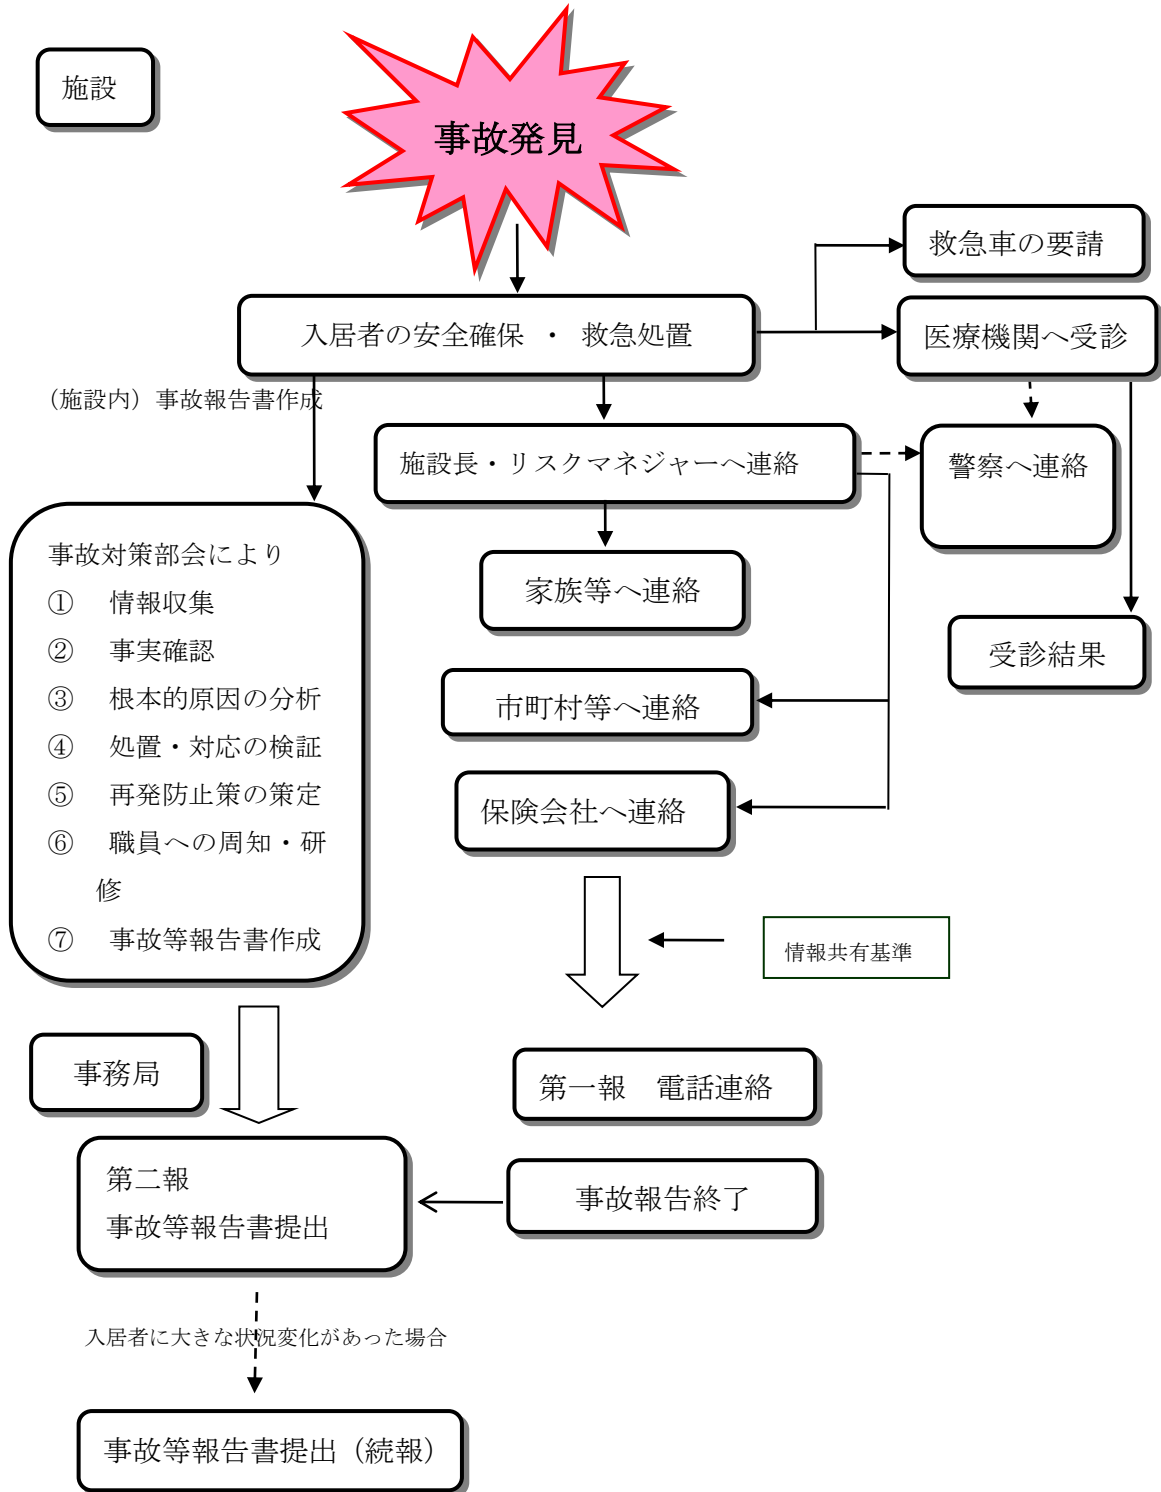 施設
事故発見
救急車の要請
入居者の安全確保 ・ 救急処置
医療機関へ受診
（施設内）事故報告書作成
施設長・リスクマネジャーへ連絡
警察へ連絡
事故対策部会により
① 情報収集
② 事実確認
③ 根本的原因の分析
④ 処置・対応の検証
⑤ 再発防止策の策定
⑥ 職員への周知・研
修
⑦ 事故等報告書作成
家族等へ連絡
受診結果
市町村等へ連絡
保険会社へ連絡
情報共有基準
事務局
第一報 電話連絡
第二報
事故等報告書提出
事故報告終了
入居者に大きな状況変化があった場合
事故等報告書提出（続報）